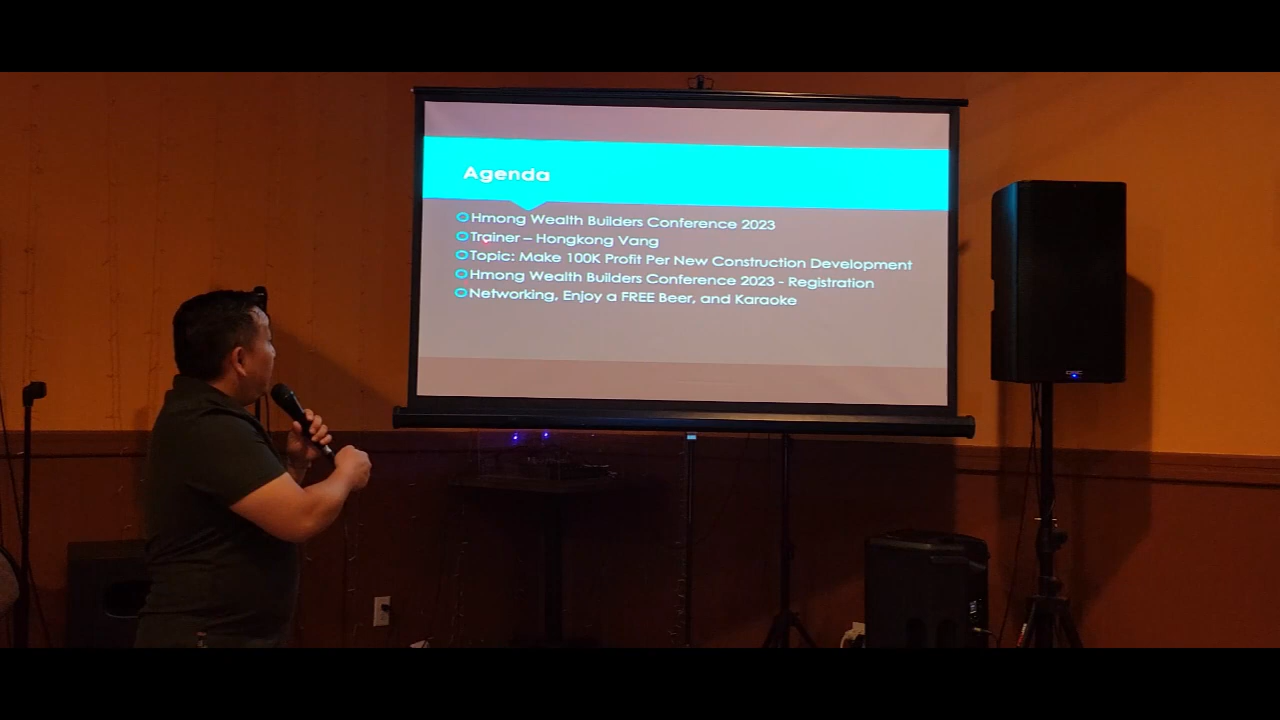 Agenda
Hmong Wealth Builders Conference 2023
Trainer – Hongkong Vang
Topic: Make 100K Profit Per New Construction Development
Hmong Wealth Builders Conference 2023 - Registration
Networking, Enjoy a FREE Beer, and Karaoke
QSC